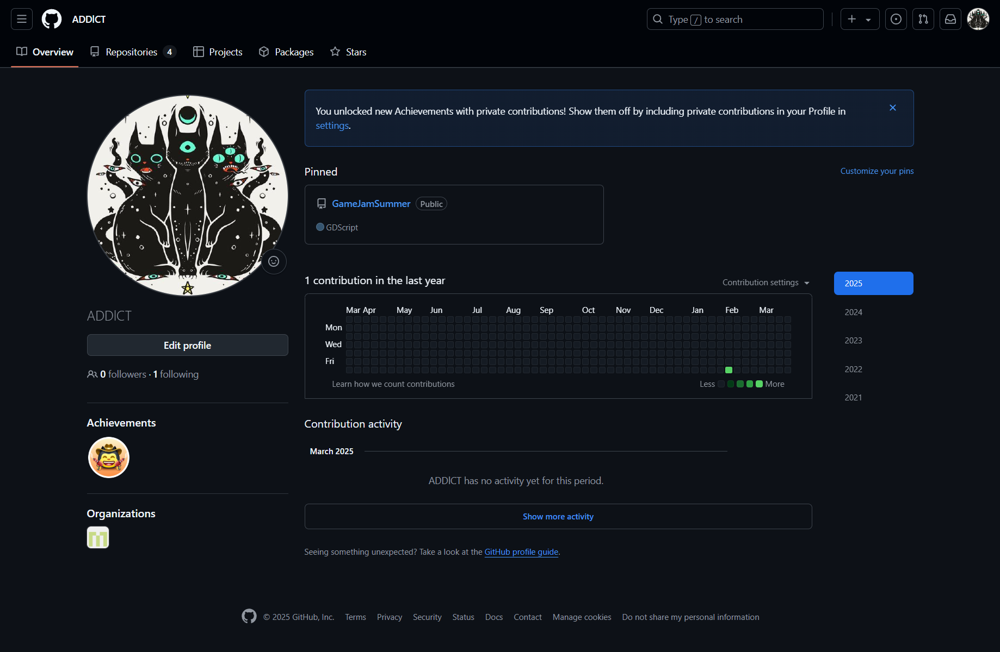 ADDlCT
Type / to search
Overview
Repositories 4
Projects
Packages
Stars
You unlocked new Achievements with private contributions! Show them off by including private contributions in your Profile in
settings.
Pinned
Customize your pins
GameJamSummer Public
GDScript
1 contribution in the last year
Contribution settings
2025
2024
2023
2022
2021
Mar Apr May Jun Jul Aug Sep Oct Nov Dec Jan Feb Mar
Mon
Wed
Fri
Learn how we count contributions
Less More
ADDlCT
Edit profile
0 followers · 1 following
Achievements
Organizations
Contribution activity
March 2025
ADDlCT has no activity yet for this period.
Show more activity
Seeing something unexpected? Take a look at the GitHub profile guide.
© 2025 GitHub, Inc. Terms Privacy Security Status Docs Contact Manage cookies Do not share my personal information